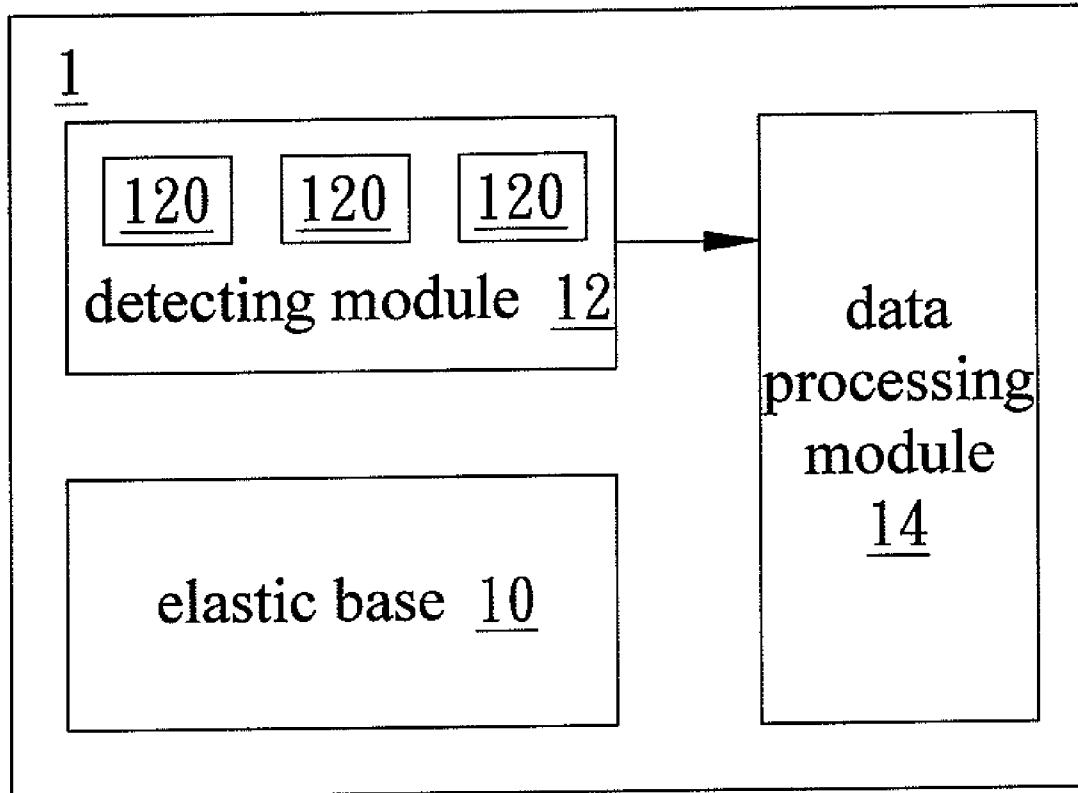 1
120 120 120
detecting module 12
data
processing
module
14
elastic base 10